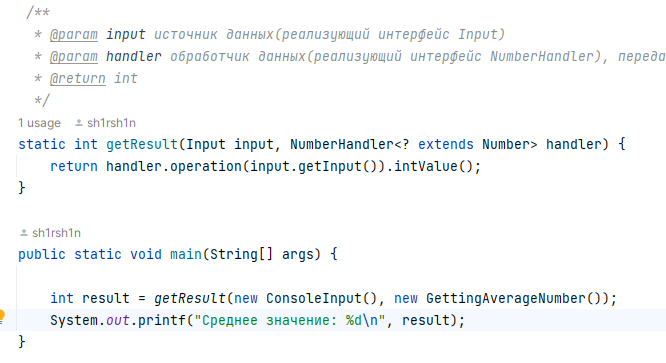 /**
 * @param input источник данных(реализующий интерфейс Input)
 * @param handler обработчик данных(реализующий интерфейс NumberHandler),
 * @return int
 */
1 usage sh1rsh1n
static int getResult(Input input, NumberHandler<? extends Number> handler) {
    return handler.operation(input.getInput()).intValue();
}
sh1rsh1n
public static void main(String[] args) {
    int result = getResult(new ConsoleInput(), new GettingAverageNumber());
    System.out.printf("Среднее значение: %d\n", result);
}